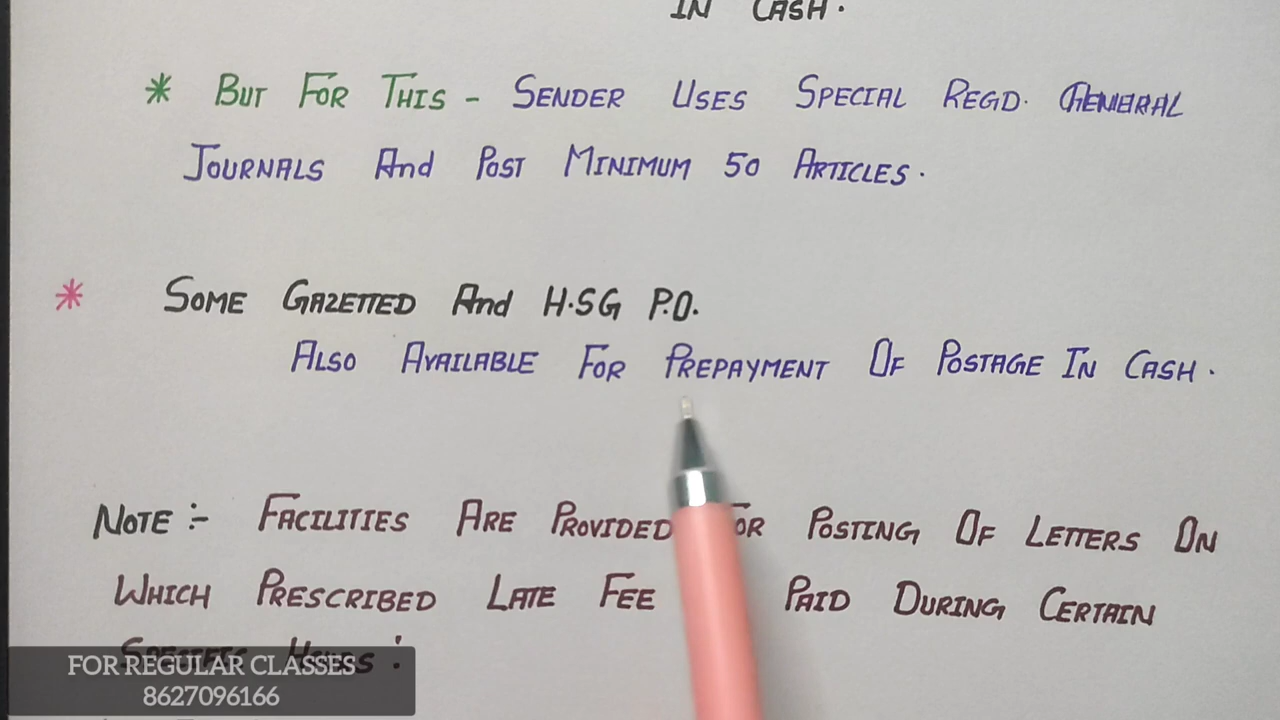 IN CASH.
* BUT FOR THIS - SENDER USES SPECIAL REGD. GENERAL
JOURNALS And POST MINIMUM 50 ARTICLES.
* SOME GAZETTED And H.SG P.O.
ALSO AVAILABLE FOR PREPAYMENT OF POSTAGE IN CASH.
NOTE :- FACILITIES ARE PROVIDED FOR POSTING OF LETTERS ON
WHICH PRESCRIBED LATE FEE PAID DURING CERTAIN
FOR REGULAR CLASSES
8627096166